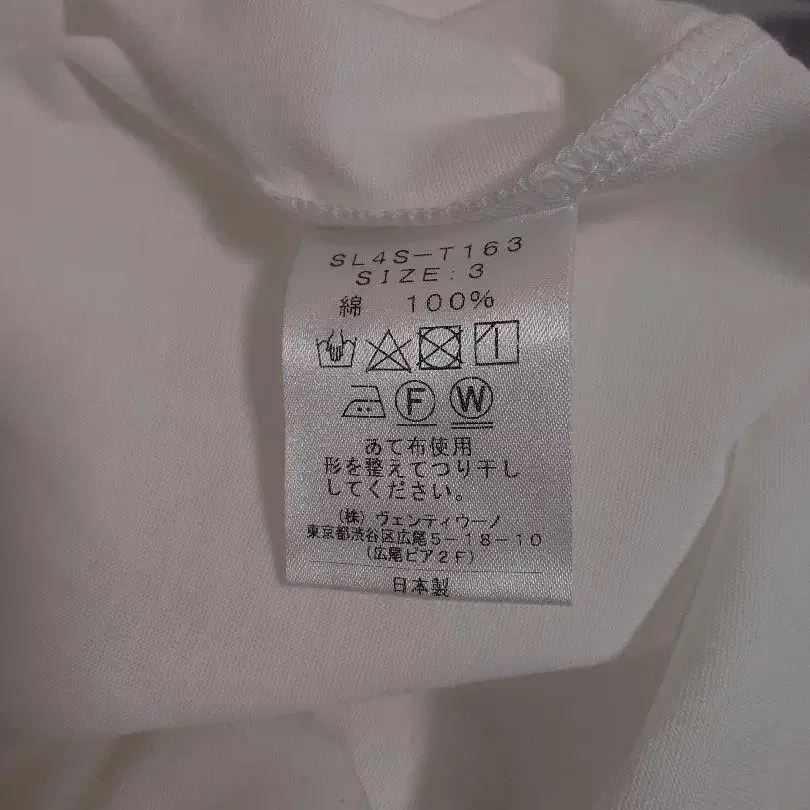 SL4S-T163
SIZE:3
綿 100%
F W
あて布使用
形を整えてつり干し
してください。
(株)ヴェンティウーノ
東京都渋谷区広尾5-18-10
(広尾ピア2F)
日本製